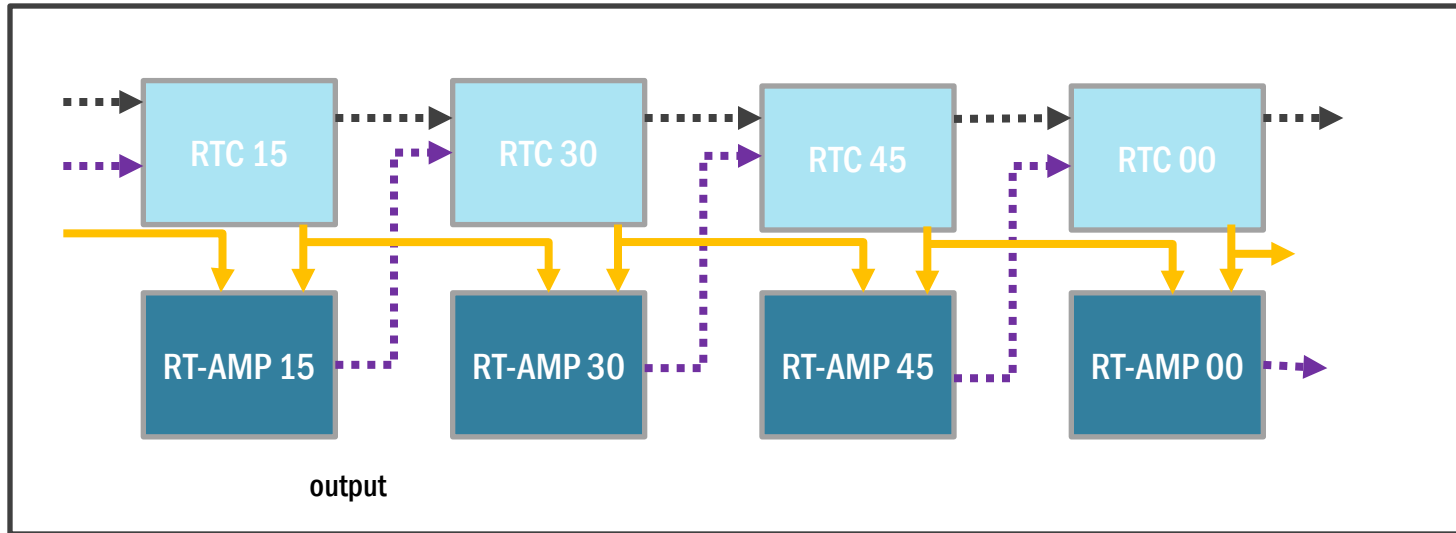 RTC 15
RTC 30
RTC 45
RTC 00
RT-AMP 15
RT-AMP 30
RT-AMP 45
RT-AMP 00
output